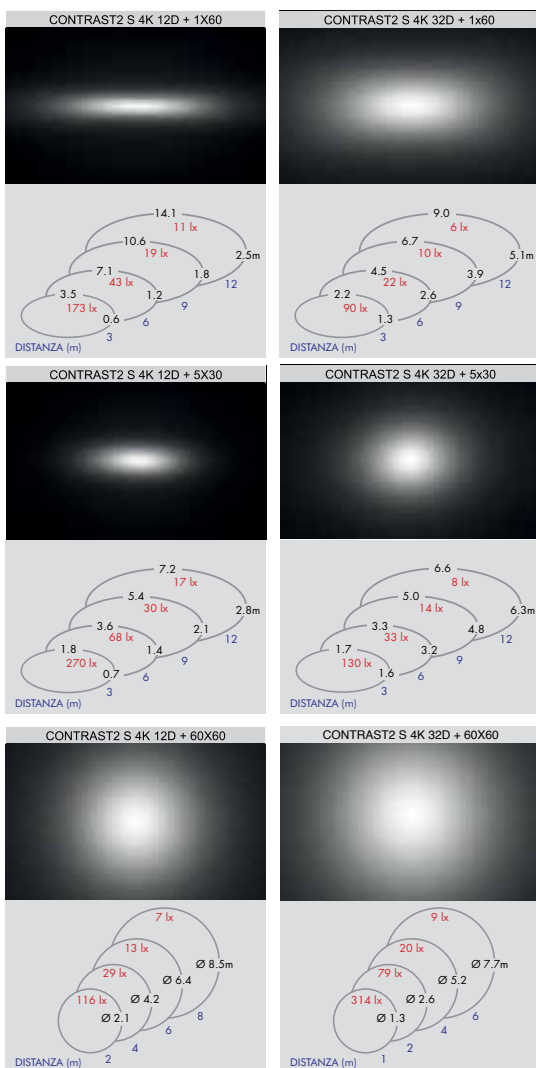 CONTRAST2 S 4K 12D + 1X60
14.1
11 lx
10.6
19 lx
2.5m
7.1
43 lx
1.8
12
3.5
173 lx
1.2
9
0.6
6
3
DISTANZA (m)
CONTRAST2 S 4K 32D + 1x60
9.0
6 lx
6.7
10 lx
5.1m
4.5
22 lx
3.9
12
2.2
90 lx
2.6
9
1.3
6
3
DISTANZA (m)
CONTRAST2 S 4K 12D + 5X30
7.2
17 lx
5.4
30 lx
2.8m
3.6
68 lx
2.1
12
1.8
270 lx
1.4
9
0.7
6
3
DISTANZA (m)
CONTRAST2 S 4K 32D + 5x30
6.6
8 lx
5.0
14 lx
6.3m
3.3
33 lx
4.8
12
1.7
130 lx
3.2
9
1.6
6
3
DISTANZA (m)
CONTRAST2 S 4K 12D + 60X60
7 lx
13 lx
Ø 8.5m
29 lx
Ø 6.4
116 lx
Ø 4.2
8
Ø 2.1
6
4
2
DISTANZA (m)
CONTRAST2 S 4K 32D + 60X60
9 lx
20 lx
Ø 7.7m
79 lx
Ø 5.2
314 lx
Ø 2.6
6
Ø 1.3
4
2
1
DISTANZA (m)